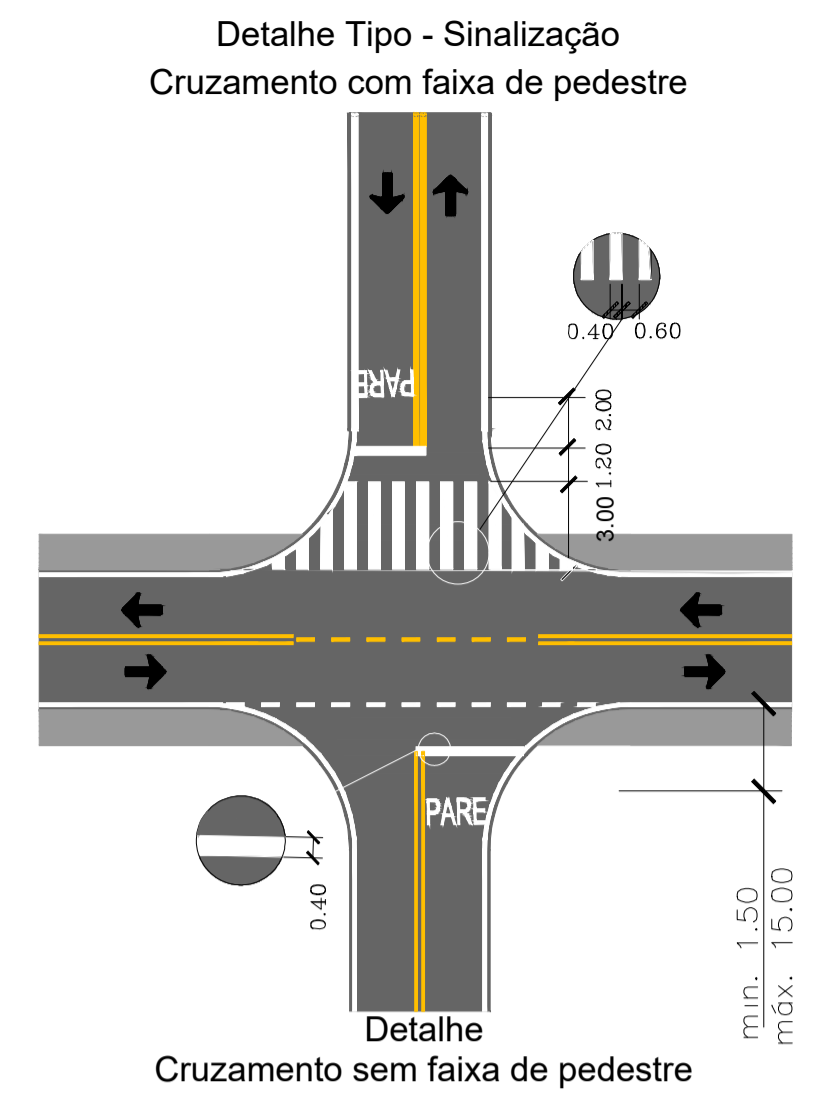 Detalhe Tipo - Sinalização
Cruzamento com faixa de pedestre
0.40 0.60
PARE
2.00
1.20
3.00
PARE
0.40
min. 1.50
máx. 15.00
Detalhe
Cruzamento sem faixa de pedestre